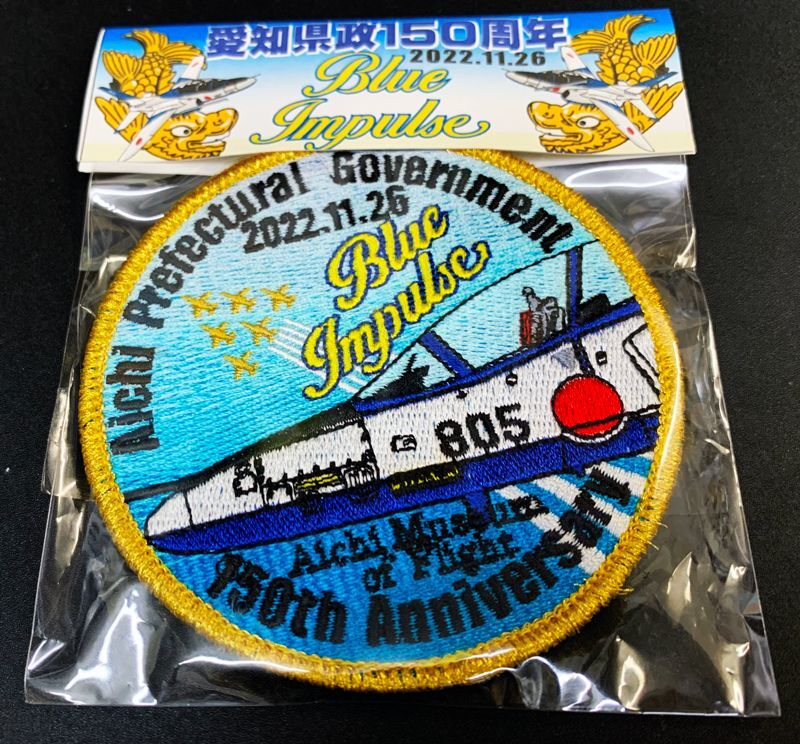 愛知県政150周年
2022.11.26
Blue
Impulse
Aichi Prefectural Government
2022.11.26
Blue
Impulse
805
Aichi Museum
of Flight
150th Anniversary